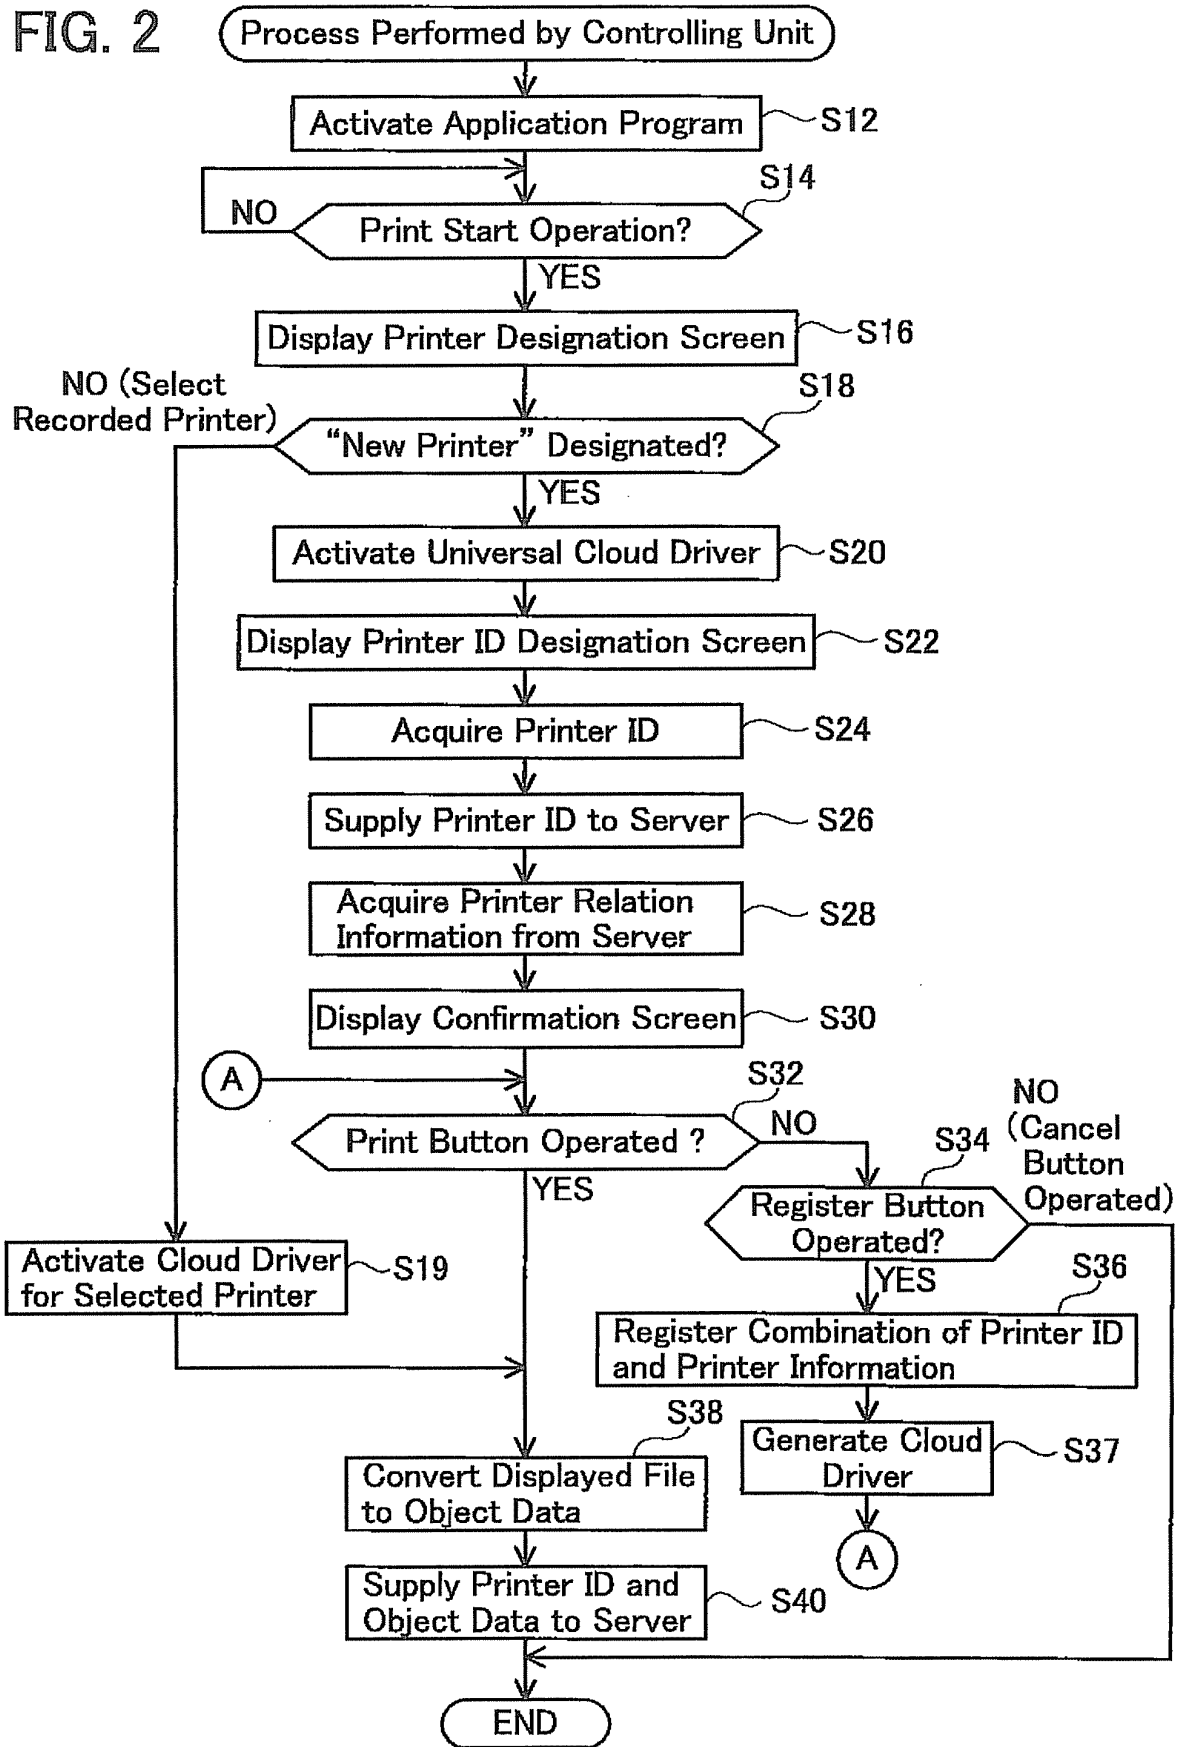 FIG. 2
Process Performed by Controlling Unit
Activate Application Program
S12
S14
NO
Print Start Operation?
YES
Display Printer Designation Screen
S16
NO (Select
Recorded Printer)
S18
“New Printer” Designated?
YES
Activate Universal Cloud Driver
S20
Display Printer ID Designation Screen
S22
Acquire Printer ID
S24
Supply Printer ID to Server
S26
Acquire Printer Relation
Information from Server
S28
Display Confirmation Screen
S30
A
S32
Print Button Operated ?
NO
YES
S34
NO
(Cancel
Button
Operated)
Register Button
Operated?
YES
Activate Cloud Driver
for Selected Printer
S19
S36
Register Combination of Printer ID
and Printer Information
S38
Generate Cloud
Driver
S37
Convert Displayed File
to Object Data
A
Supply Printer ID and
Object Data to Server
S40
END